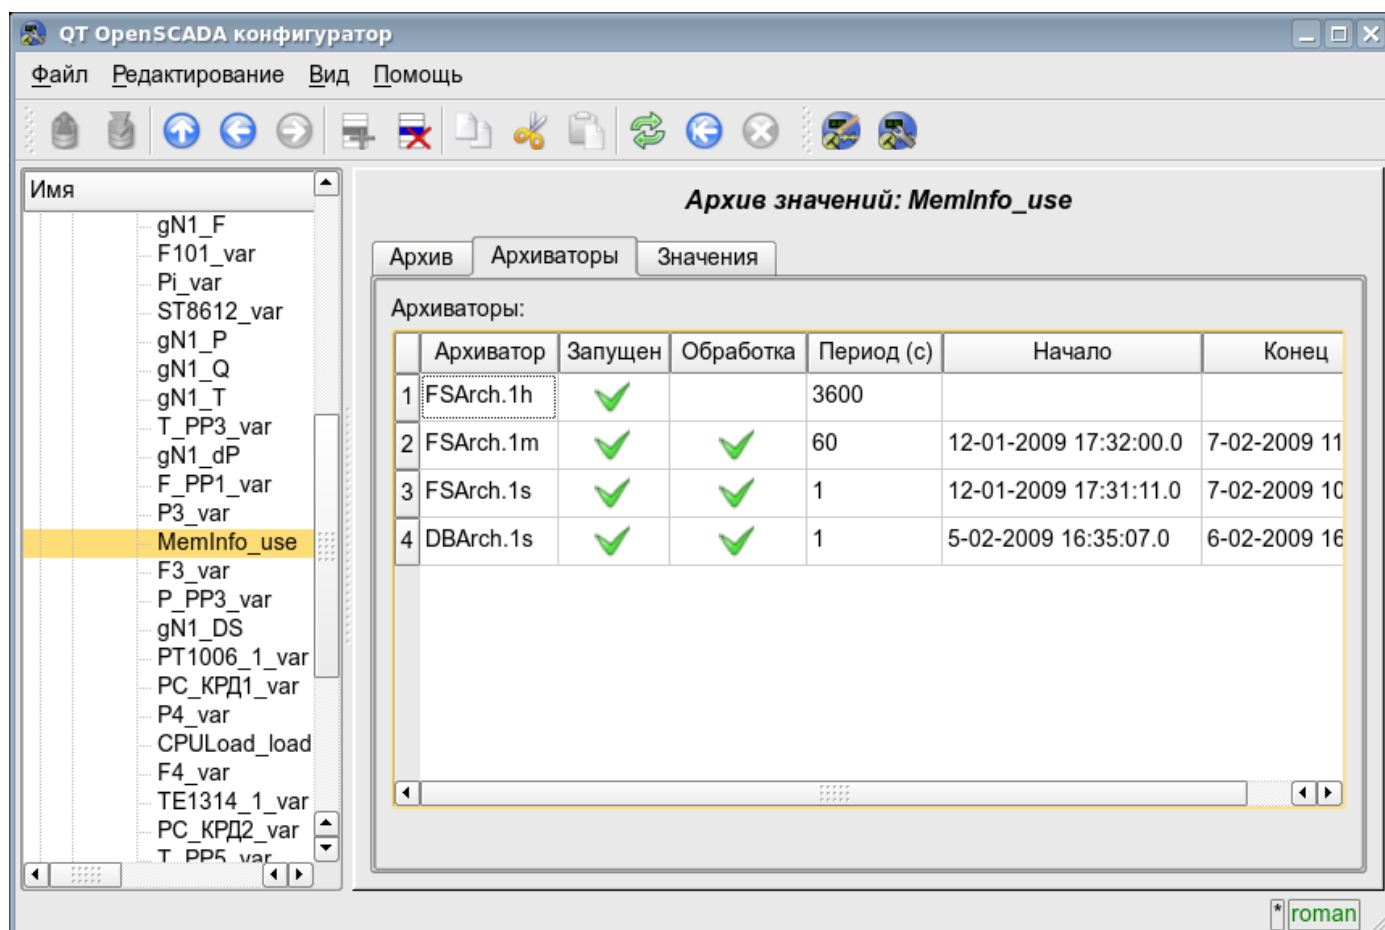 QT OpenSCADA конфигуратор
Файл Редактирование Вид Помощь
Имя
gN1_F
F101_var
Pi_var
ST8612_var
gN1_P
gN1_Q
gN1_T
T_PP3_var
gN1_dP
F_PP1_var
P3_var
MemInfo_use
F3_var
P_PP3_var
gN1_DS
PT1006_1_var
PC_КРД1_var
P4_var
CPULoad_load
F4_var
TE1314_1_var
PC_КРД2_var
T_PP5_var
Архив значений: MemInfo_use
Архив Архиваторы Значения
Архиваторы:
Архиватор Запущен Обработка Период (с) Начало Конец
1 FSArch.1h 3600
2 FSArch.1m 60 12-01-2009 17:32:00.0 7-02-2009 11
3 FSArch.1s 1 12-01-2009 17:31:11.0 7-02-2009 10
4 DBArch.1s 1 5-02-2009 16:35:07.0 6-02-2009 16
* roman